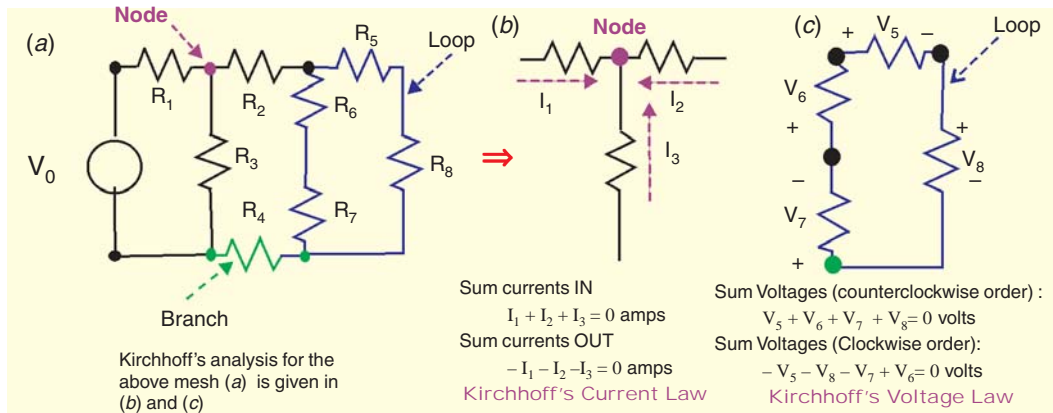 (a)
Node
R1
R2
R5
Loop
R6
R3
R8
V0
R4
R7
Branch
Kirchhoff's analysis for the
above mesh (a) is given in
(b) and (c)
⇒
(b)
Node
I1
I2
I3
Sum currents IN
I1 + I2 + I3 = 0 amps
Sum currents OUT
– I1 – I2 –I3 = 0 amps
Kirchhoff's Current Law
(c)
+ V5 –
Loop
V6
+
–
V7
+
+
V8
–
Sum Voltages (counterclockwise order) :
V5 + V6 + V7 + V8= 0 volts
Sum Voltages (Clockwise order):
– V5 – V8 – V7 + V6= 0 volts
Kirchhoff's Voltage Law